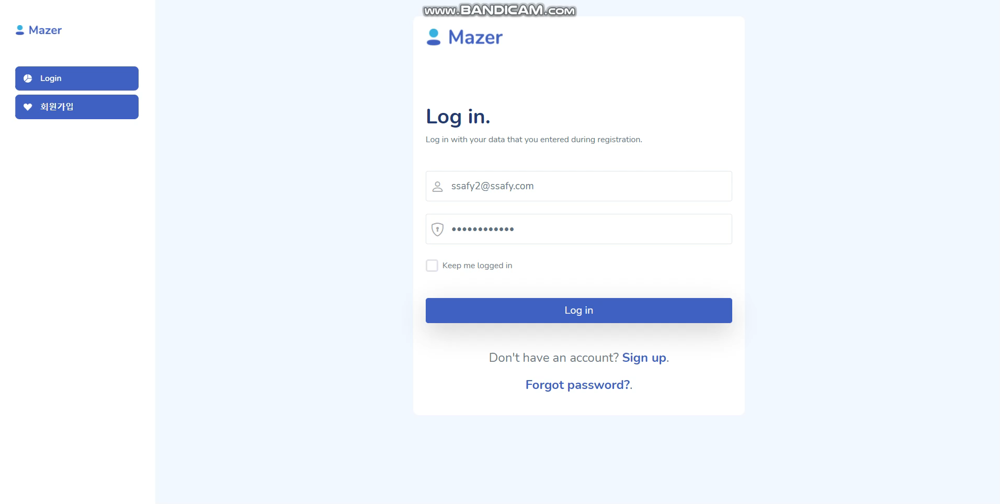 www.BANDICAM.com
Mazer
Login
회원가입
Mazer
Log in.
Log in with your data that you entered during registration.
ssafy2@ssafy.com
••••••••••••
Keep me logged in
Log in
Don't have an account? Sign up.
Forgot password?.